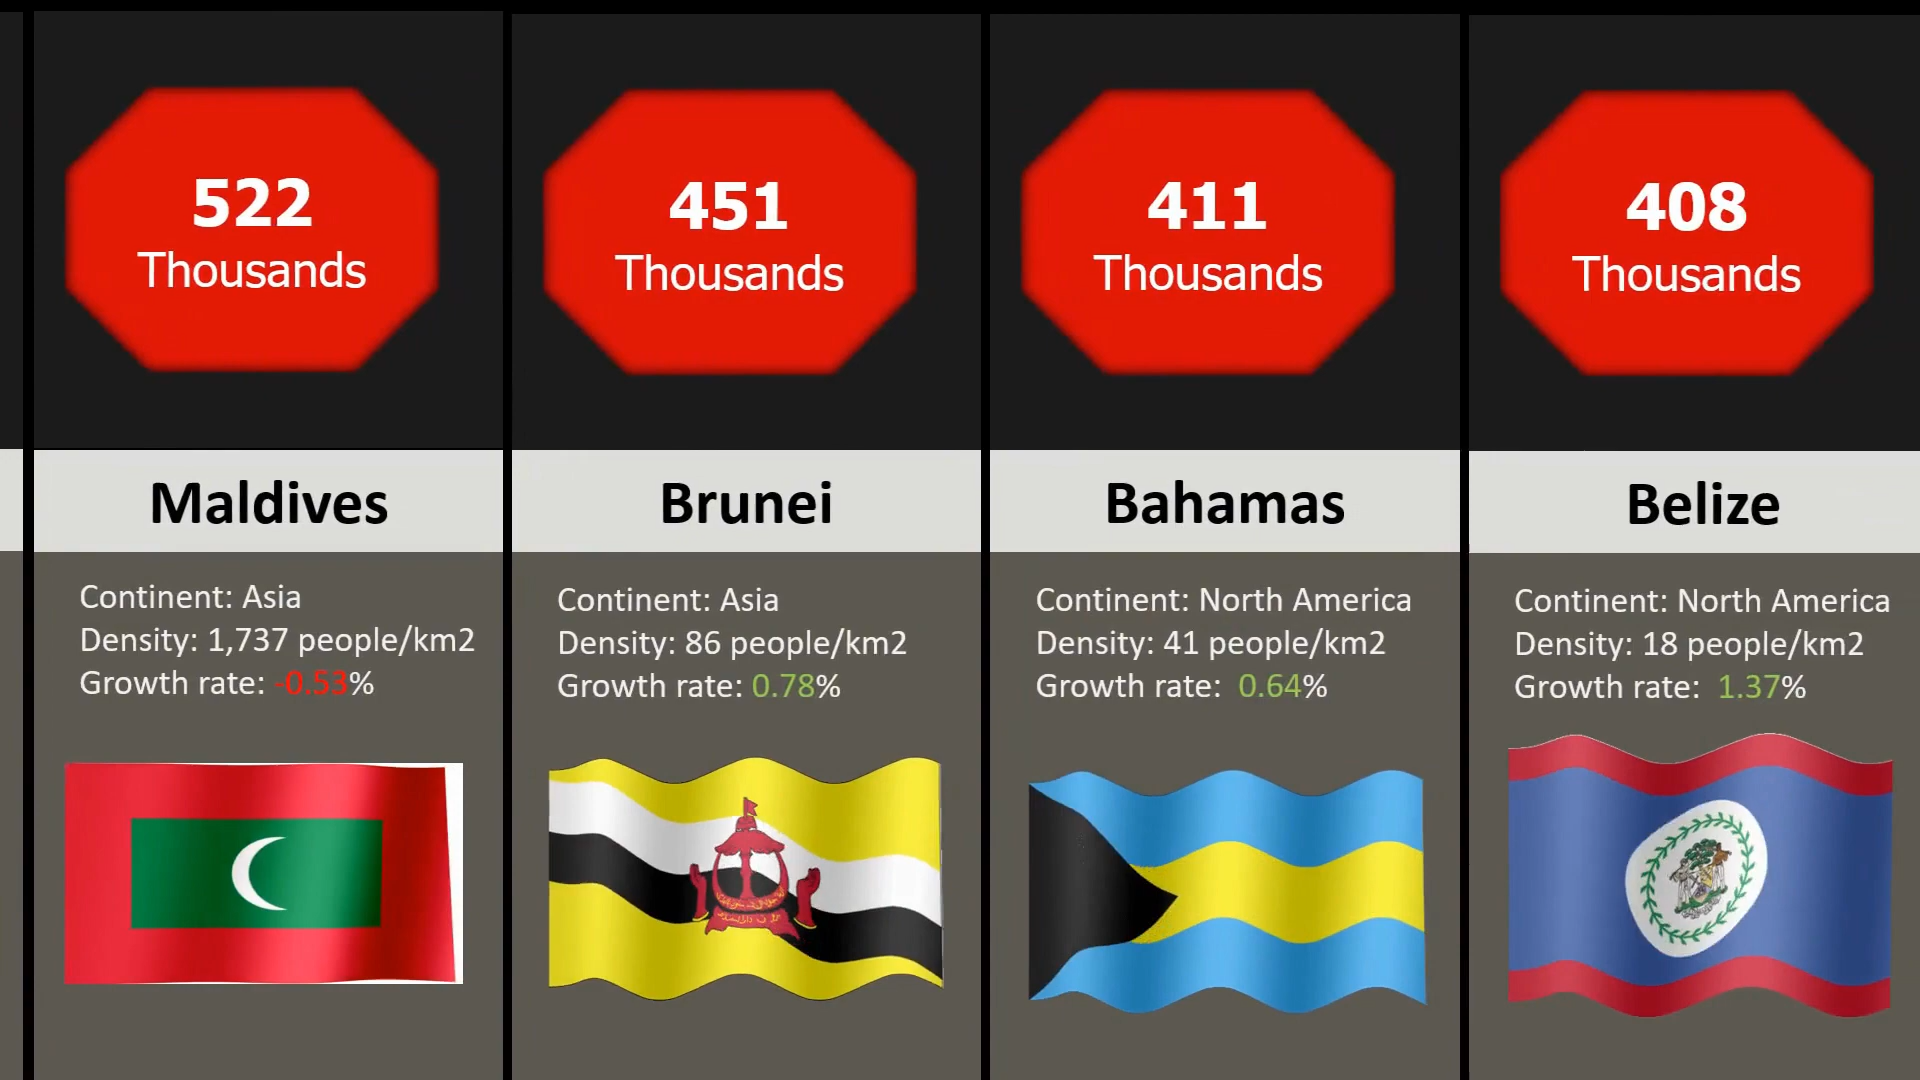 522
Thousands
Maldives
Continent: Asia
Density: 1,737 people/km2
Growth rate: -0.53%
451
Thousands
Brunei
Continent: Asia
Density: 86 people/km2
Growth rate: 0.78%
411
Thousands
Bahamas
Continent: North America
Density: 41 people/km2
Growth rate: 0.64%
408
Thousands
Belize
Continent: North America
Density: 18 people/km2
Growth rate: 1.37%